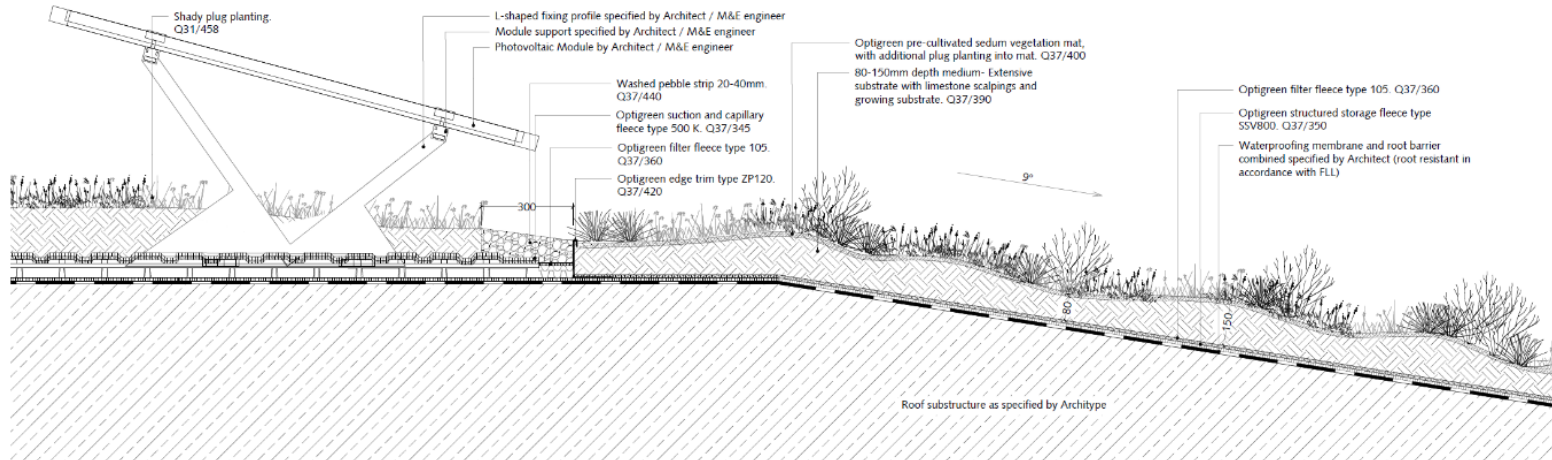 Shady plug planting.
Q31/458
L-shaped fixing profile specified by Architect / M&E engineer
Module support specified by Architect / M&E engineer
Photovoltaic Module by Architect / M&E engineer
Washed pebble strip 20-40mm.
Q37/440
Optigreen suction and capillary
fleece type 500 K. Q37/345
Optigreen filter fleece type 105.
Q37/360
Optigreen edge trim type ZP120.
Q37/420
300
Optigreen pre-cultivated sedum vegetation mat,
with additional plug planting into mat. Q37/400
80-150mm depth medium- Extensive
substrate with limestone scalpings and
growing substrate. Q37/390
9°
Optigreen filter fleece type 105. Q37/360
Optigreen structured storage fleece type
SSV800. Q37/350
Waterproofing membrane and root barrier
combined specified by Architect (root resistant in
accordance with FLL)
80
150
Roof substructure as specified by Architype